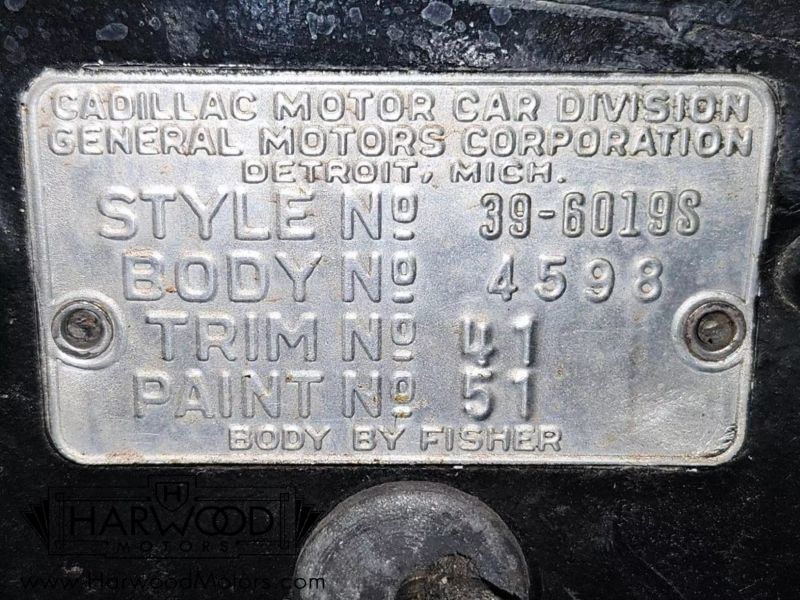 CADILLAC MOTOR CAR DIVISION
GENERAL MOTORS CORPORATION
DETROIT, MICH.
STYLE Nº 39-6019S
BODY Nº 4598
TRIM Nº 41
PAINT Nº 51
BODY BY FISHER
H
HARWOOD
MOTORS
www.HarwoodMotors.com